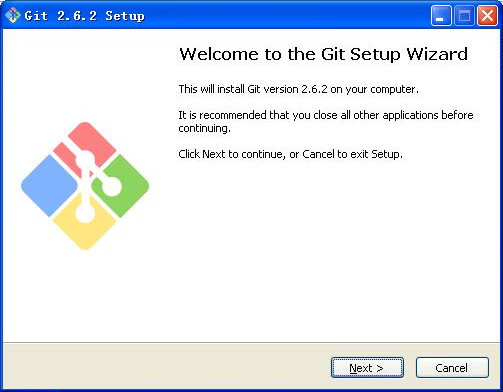 Git 2.6.2 Setup
Welcome to the Git Setup Wizard
This will install Git version 2.6.2 on your computer.
It is recommended that you close all other applications before
continuing.
Click Next to continue, or Cancel to exit Setup.
Next >
Cancel